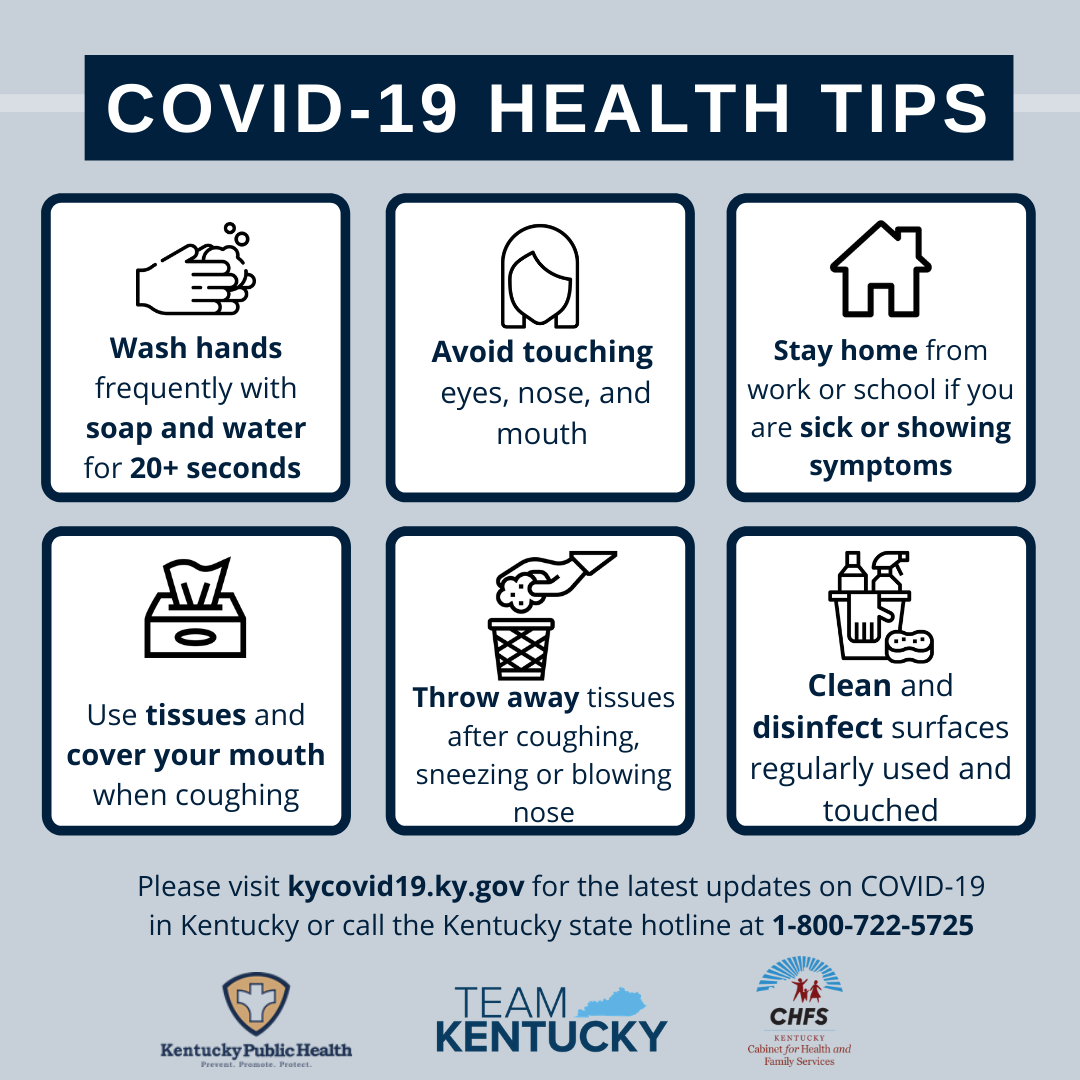 COVID-19 HEALTH TIPS
Wash hands
frequently with
soap and water
for 20+ seconds
Avoid touching
eyes, nose, and
mouth
Stay home from
work or school if you
are sick or showing
symptoms
Use tissues and
cover your mouth
when coughing
Throw away tissues
after coughing,
sneezing or blowing
nose
Clean and
disinfect surfaces
regularly used and
touched
Please visit kycovid19.ky.gov for the latest updates on COVID-19
in Kentucky or call the Kentucky state hotline at 1-800-722-5725
Kentucky Public Health
Prevent. Promote. Protect.
TEAM
KENTUCKY
CHFS
KENTUCKY
Cabinet for Health and
Family Services